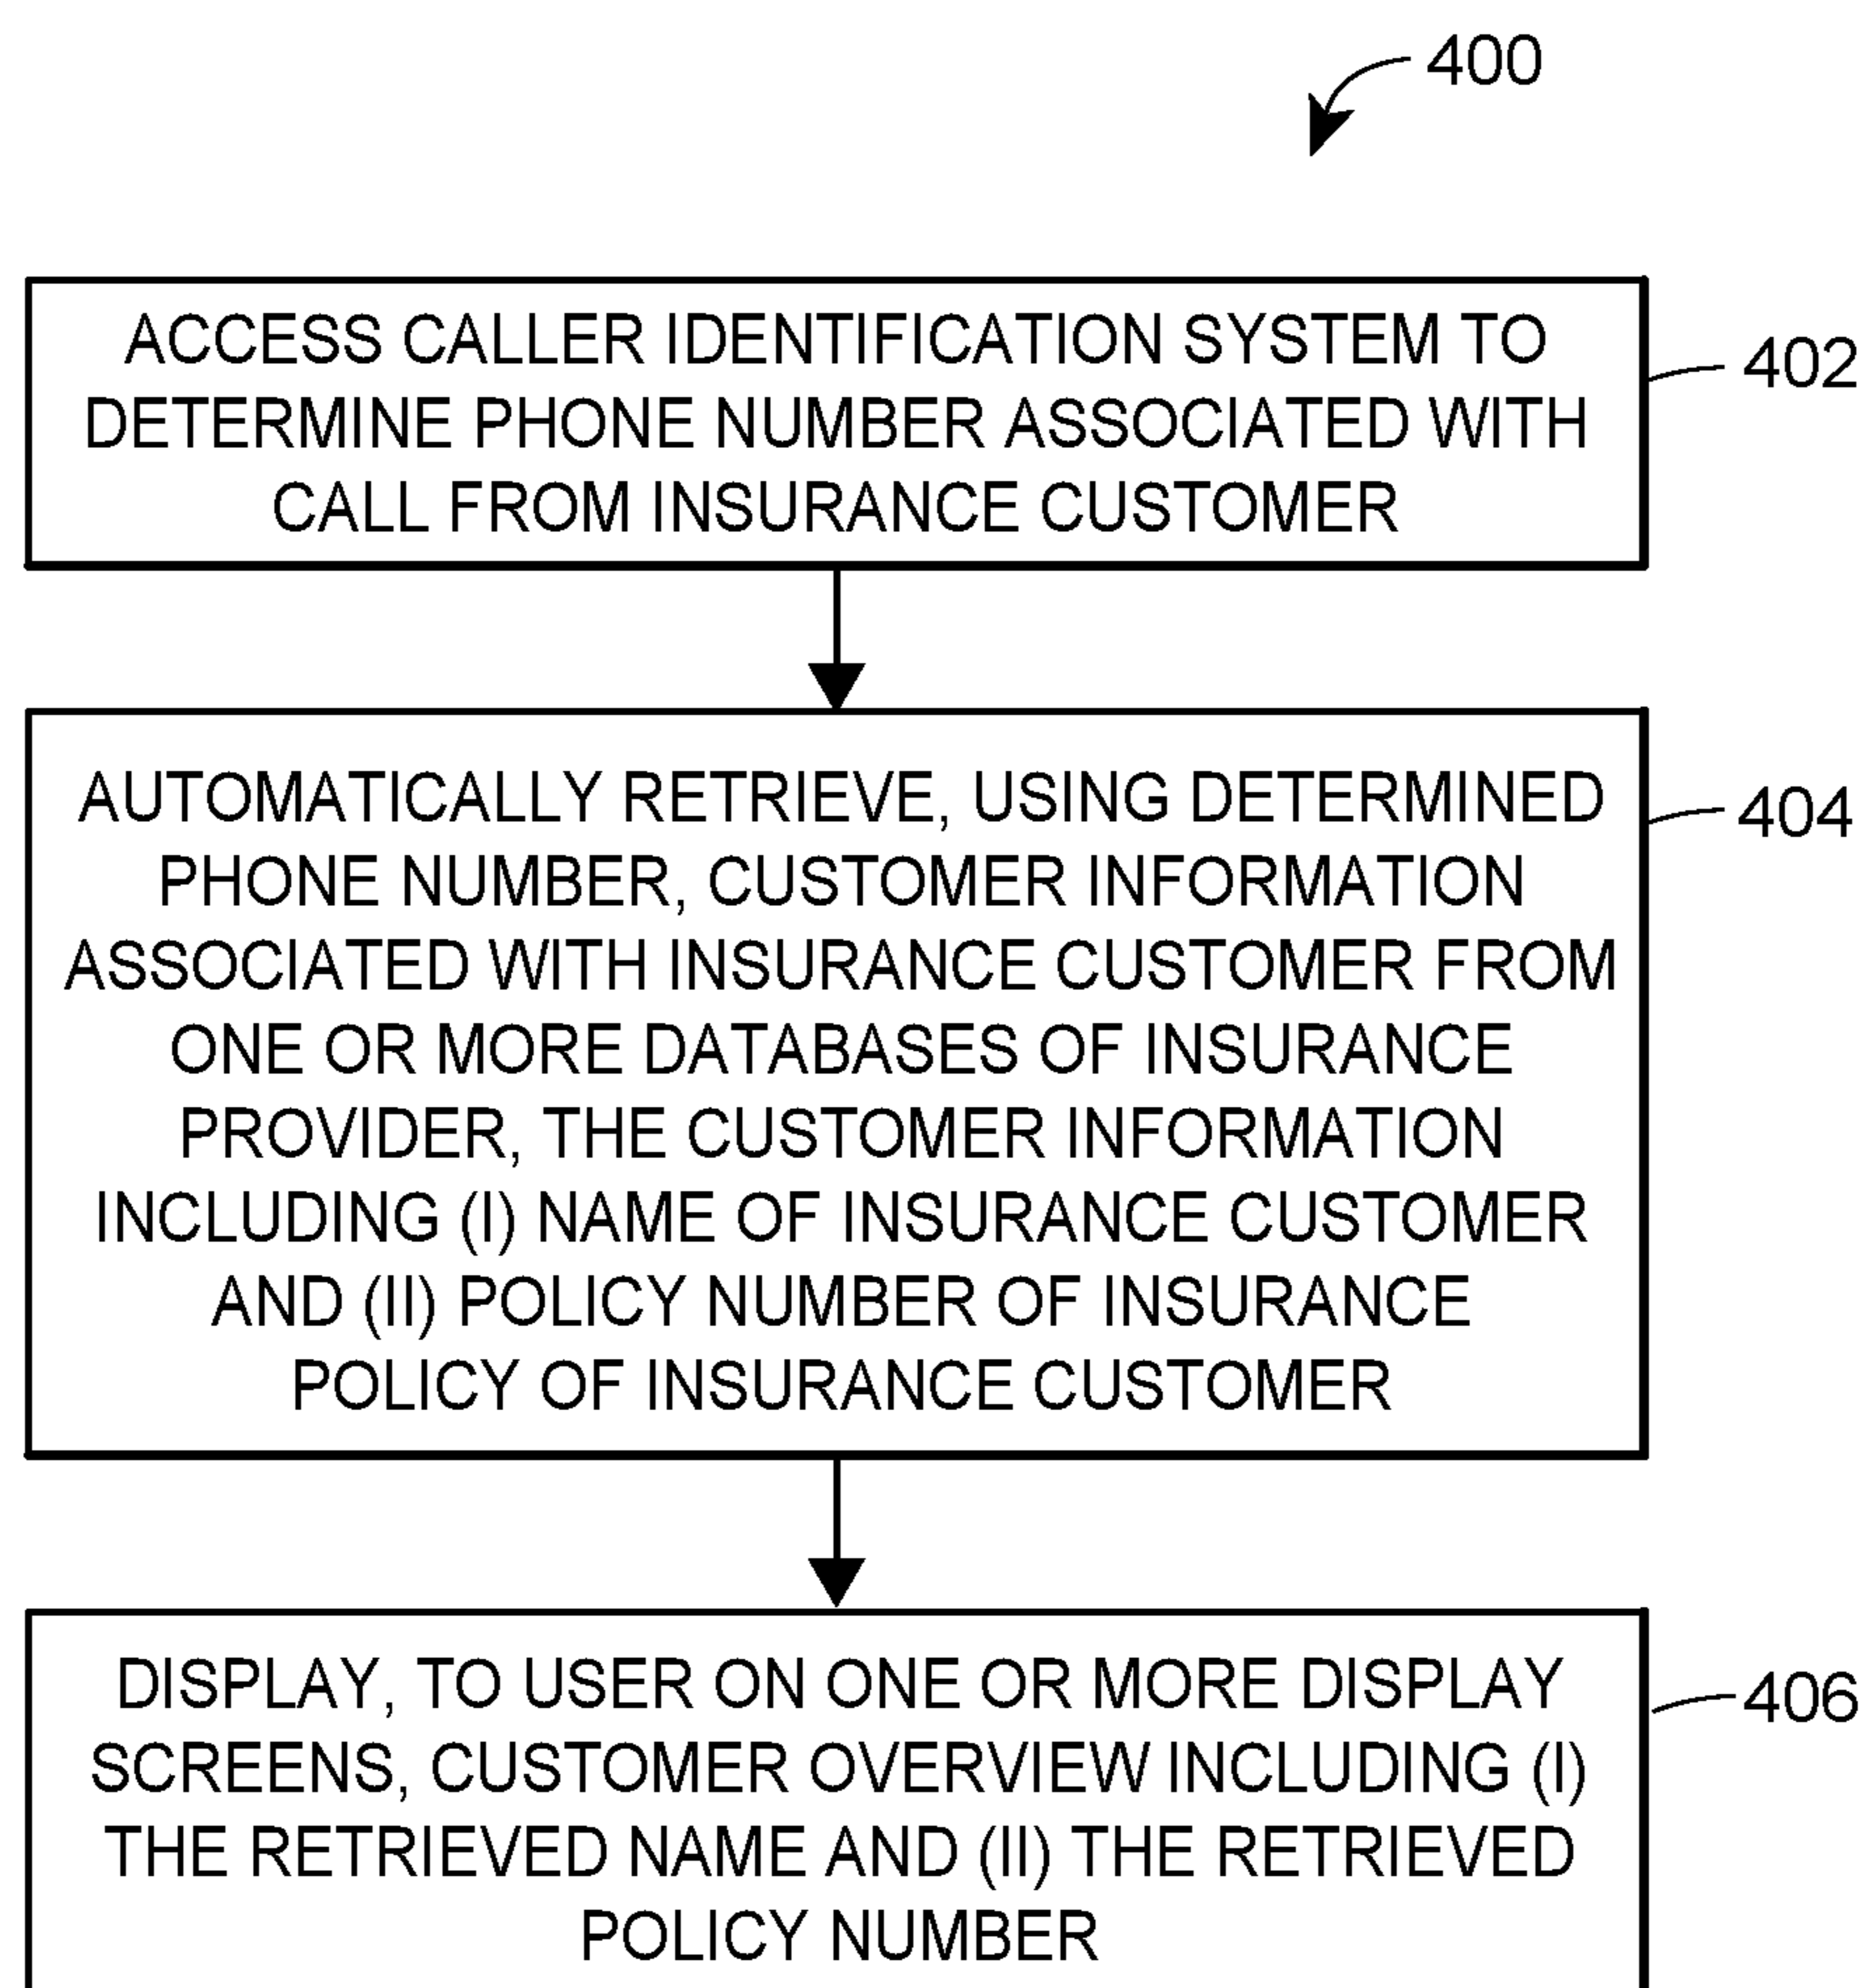 400
ACCESS CALLER IDENTIFICATION SYSTEM TO
DETERMINE PHONE NUMBER ASSOCIATED WITH
CALL FROM INSURANCE CUSTOMER
402
AUTOMATICALLY RETRIEVE, USING DETERMINED
PHONE NUMBER, CUSTOMER INFORMATION
ASSOCIATED WITH INSURANCE CUSTOMER FROM
ONE OR MORE DATABASES OF INSURANCE
PROVIDER, THE CUSTOMER INFORMATION
INCLUDING (I) NAME OF INSURANCE CUSTOMER
AND (II) POLICY NUMBER OF INSURANCE
POLICY OF INSURANCE CUSTOMER
404
DISPLAY, TO USER ON ONE OR MORE DISPLAY
SCREENS, CUSTOMER OVERVIEW INCLUDING (I)
THE RETRIEVED NAME AND (II) THE RETRIEVED
POLICY NUMBER
406